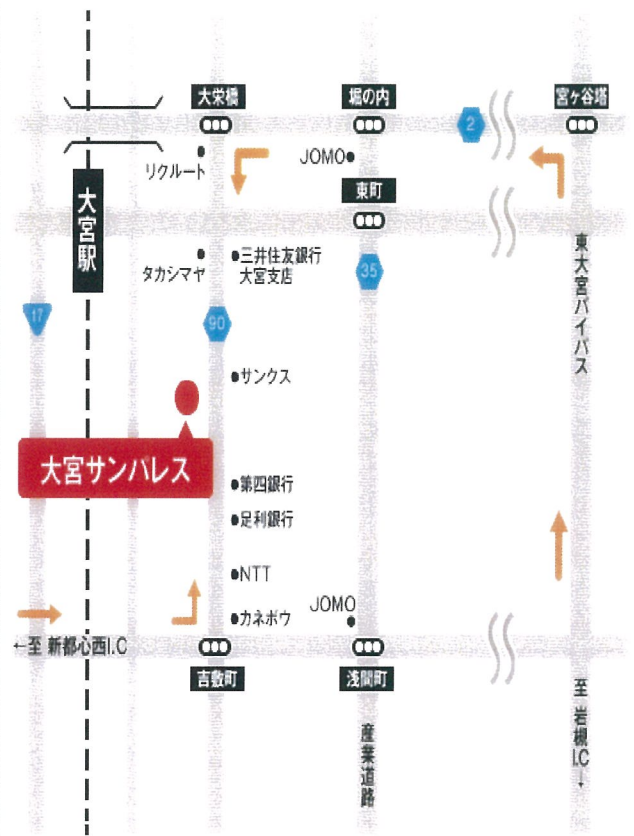 大栄橋
堀の内
宮ヶ谷塔
2
リクルート
JOMO
東町
大宮駅
タカシマヤ
三井住友銀行
大宮支店
35
東大宮バイパス
17
90
サンクス
大宮サンパレス
第四銀行
足利銀行
NTT
JOMO
カネボウ
←至 新都心西I.C
吉敷町
浅間町
至 岩槻I.C→
産業道路